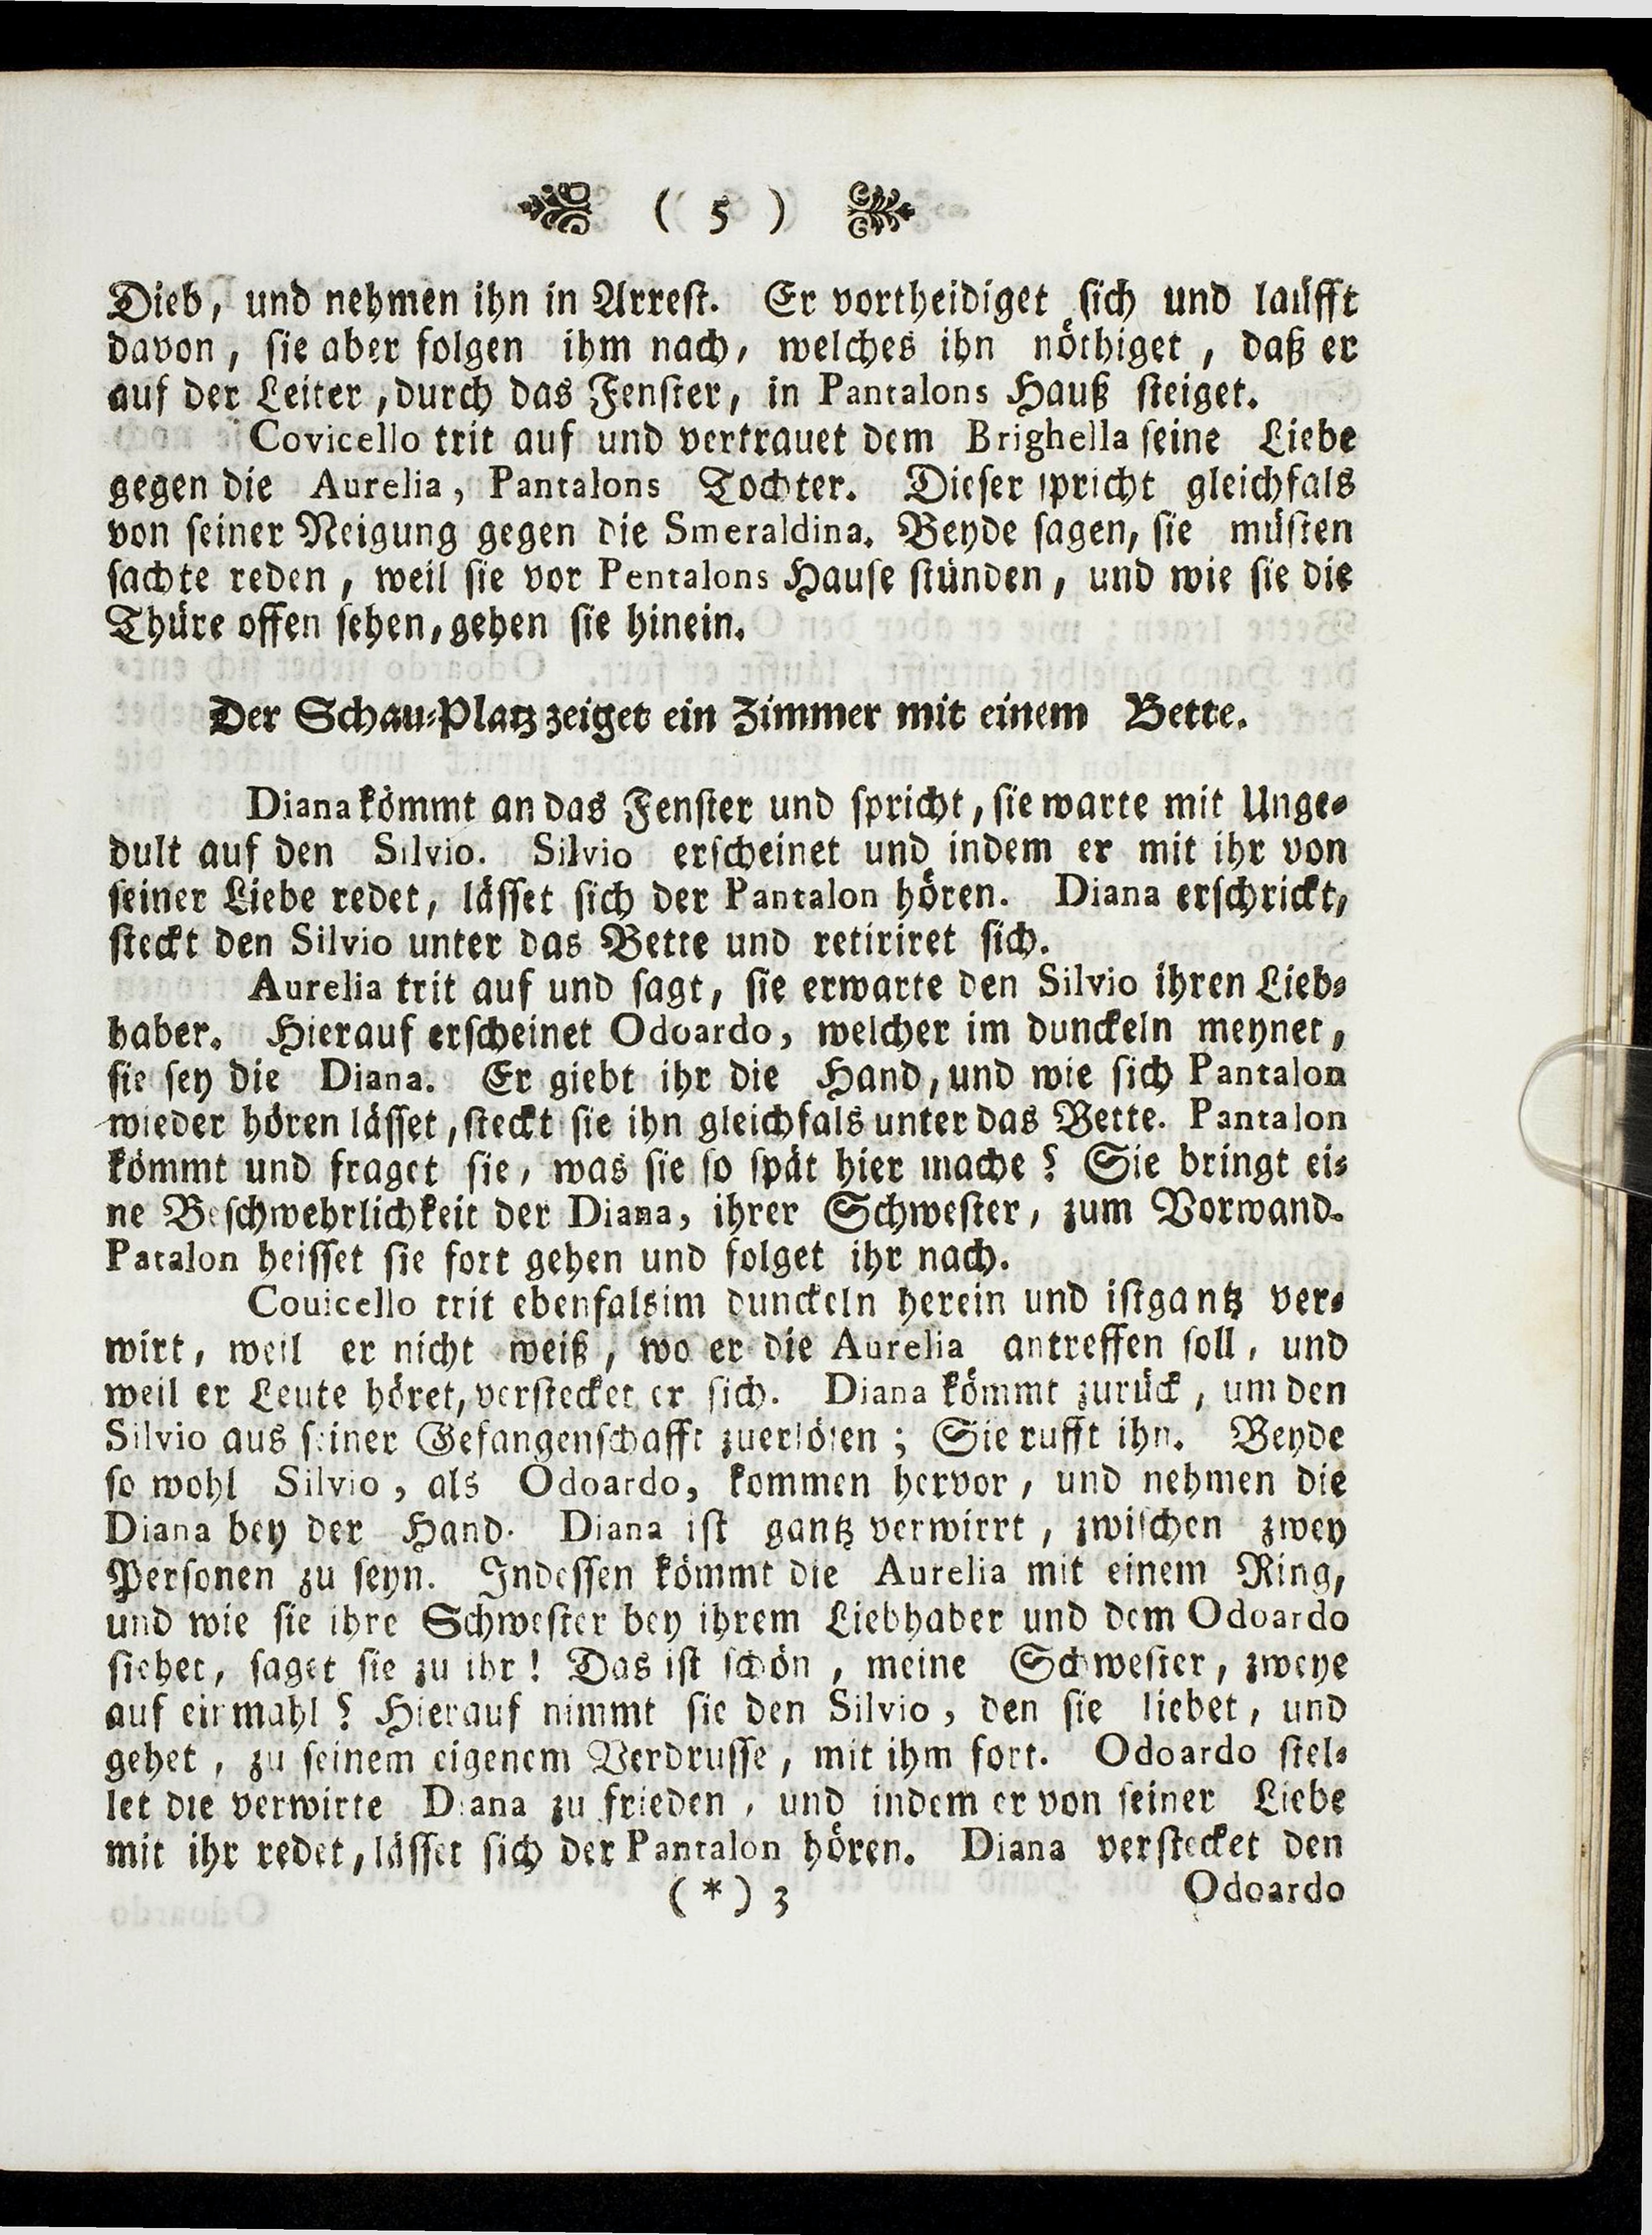 ( 5 )
Dieb, und nehmen ihn in Arrest. Er vortheidiget sich und laüfft
davon, sie aber folgen ihm nach, welches ihn nöthiget, daß er
auf der Leiter, durch das Fenster, in Pantalons Hauß steiget.
Covicello trit auf und vertrauet dem Brighella seine Liebe
gegen die Aurelia, Pantalons Tochter. Dieser spricht gleichfals
von seiner Neigung gegen die Smeraldina. Beyde sagen, sie müsten
sachte reden, weil sie vor Pentalons Hause stünden, und wie sie die
Thüre offen sehen, gehen sie hinein.
Der Schau-Platz zeiget ein Zimmer mit einem Bette.
Diana kömmt an das Fenster und spricht, sie warte mit Unge-
dult auf den Silvio. Silvio erscheinet und indem er mit ihr von
seiner Liebe redet, lässet sich der Pantalon hören. Diana erschrickt,
steckt den Silvio unter das Bette und retiriret sich.
Aurelia trit auf und sagt, sie erwarte den Silvio ihren Lieb-
haber. Hierauf erscheinet Odoardo, welcher im dunckeln meynet,
sie sey die Diana. Er giebt ihr die Hand, und wie sich Pantalon
wieder hören lässet, steckt sie ihn gleichfals unter das Bette. Pantalon
kömmt und fraget sie, was sie so spät hier mache? Sie bringt ei-
ne Beschwehrlichkeit der Diana, ihrer Schwester, zum Vorwand.
Patalon heisset sie fort gehen und folget ihr nach.
Couicello trit ebenfalsim dunckeln herein und istgantz ver-
wirt, weil er nicht weiß, wo er die Aurelia antreffen soll, und
weil er Leute höret, verstecket er sich. Diana kömmt zurück, um den
Silvio aus seiner Gefangenschafft zuerlösen; Sie rufft ihn. Beyde
so wohl Silvio, als Odoardo, kommen hervor, und nehmen die
Diana bey der Hand. Diana ist gantz verwirrt, zwischen zwey
Personen zu seyn. Indessen kömmt die Aurelia mit einem Ring,
und wie sie ihre Schwester bey ihrem Liebhaber und dem Odoardo
siehet, saget sie zu ihr! Das ist schön, meine Schwester, zweye
auf einmahl? Hierauf nimmt sie den Silvio, den sie liebet, und
gehet, zu seinem eigenem Verdrusse, mit ihm fort. Odoardo stel-
let die verwirte Diana zu frieden, und indem er von seiner Liebe
mit ihr redet, lässet sich der Pantalon hören. Diana verstecket den
(*) 3 Odoardo